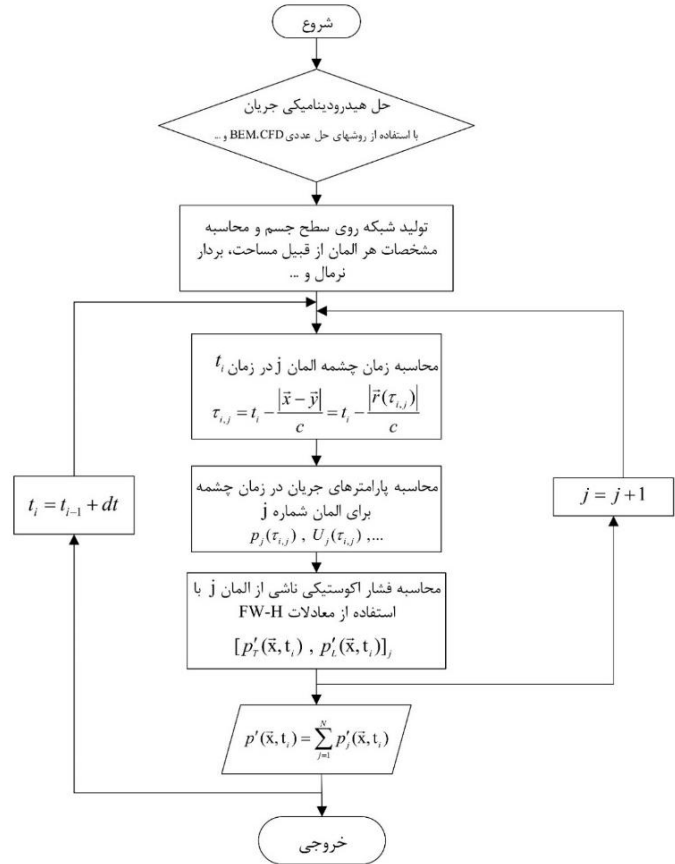 شروع
حل هیدرودینامیکی جریان
با استفاده از روشهای حل عددی BEM،CFD و ...
تولید شبکه روی سطح جسم و محاسبه
مشخصات هر المان از قبیل مساحت، بردار
نرمال و ...
محاسبه زمان چشمه المان j در زمان t_i
τ_{i,j} = t_i - |x⃗ - y⃗| / c = t_i - |r⃗(τ_{i,j})| / c
محاسبه پارامترهای جریان در زمان چشمه
برای المان شماره j
p_j(τ_{i,j}) , U_j(τ_{i,j}) ,...
t_i = t_{i-1} + dt
j = j+1
محاسبه فشار اکوستیکی ناشی از المان j با
استفاده از معادلات FW-H
[p'_T(x⃗,t_i) , p'_L(x⃗,t_i)]_j
p'(x⃗,t_i) = ∑_{j=1}^{N} p'_j(x⃗,t_i)
خروجی